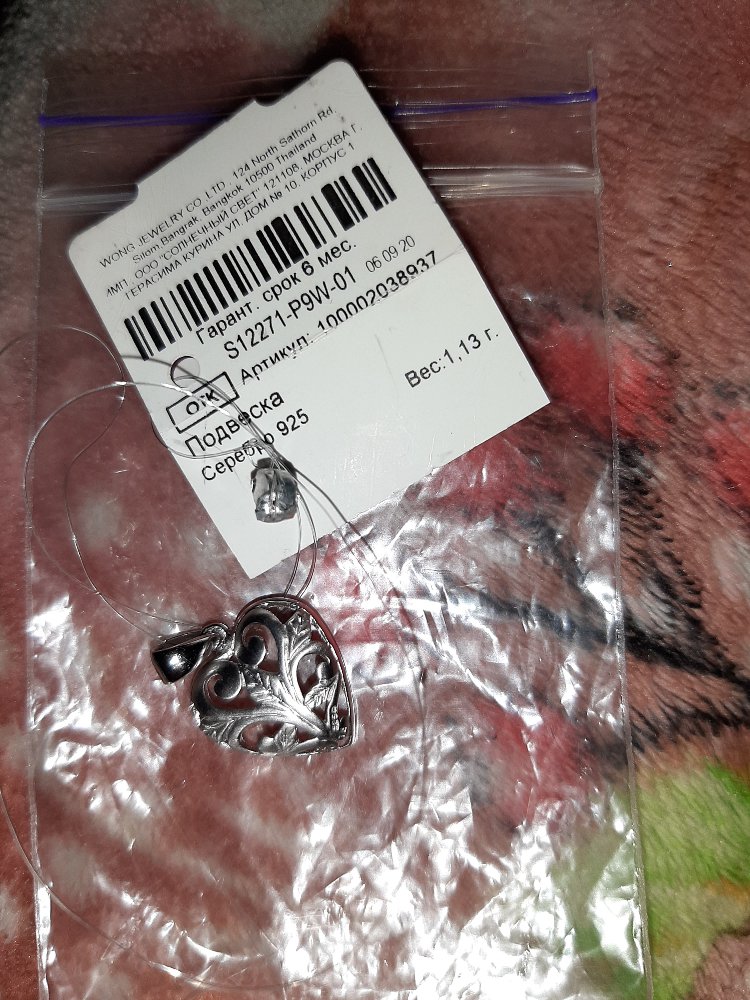 WONG JEWELRY CO.,LTD., 124 North Sathorn Rd.
Silom,Bangrak, Bangkok 10500 Thailand
ИМП. ООО "СОЛНЕЧНЫЙ СВЕТ" 121108, МОСКВА Г.
ГЕРАСИМА КУРИНА УЛ. ДОМ № 10. КОРПУС 1
Гарант. срок 6 мес.
S12271-P9W-01 06 09 20
Артикул: 100002038937
ОТК
Подвеска Вес:1,13 г.
Серебро 925